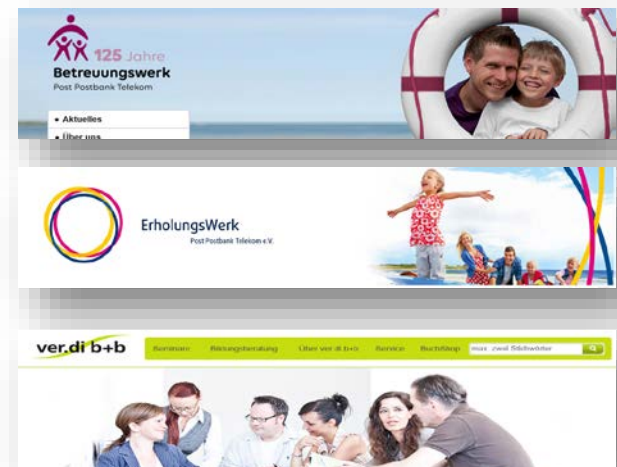 125 Jahre
Betreuungswerk
Post Postbank Telekom
• Aktuelles
• Über uns
ErholungsWerk
Post Postbank Telekom e.V.
ver.di b+b
Seminare Bildungsberatung Über ver.di b+b Service BuchShop max. zwei Stichwörter